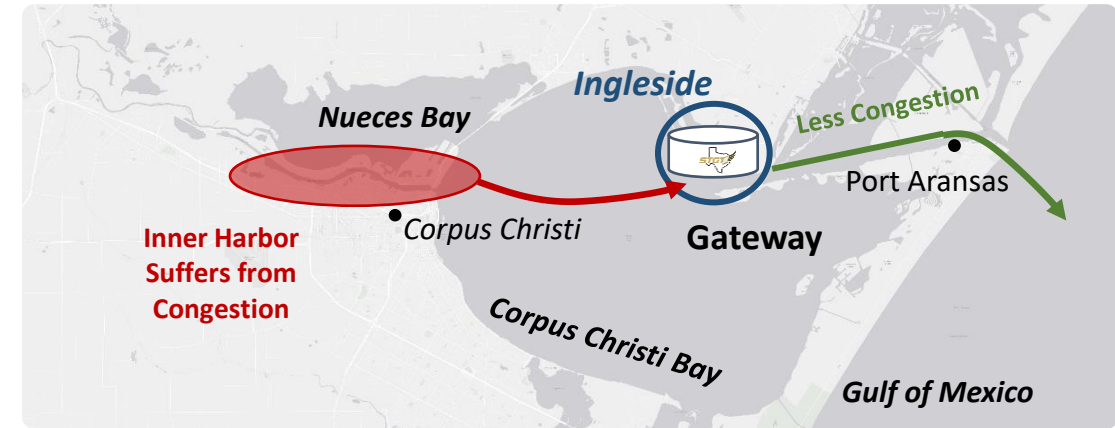 Ingleside
Nueces Bay
Less Congestion
STGT
Port Aransas
Corpus Christi
Gateway
Inner Harbor
Suffers from
Congestion
Corpus Christi Bay
Gulf of Mexico